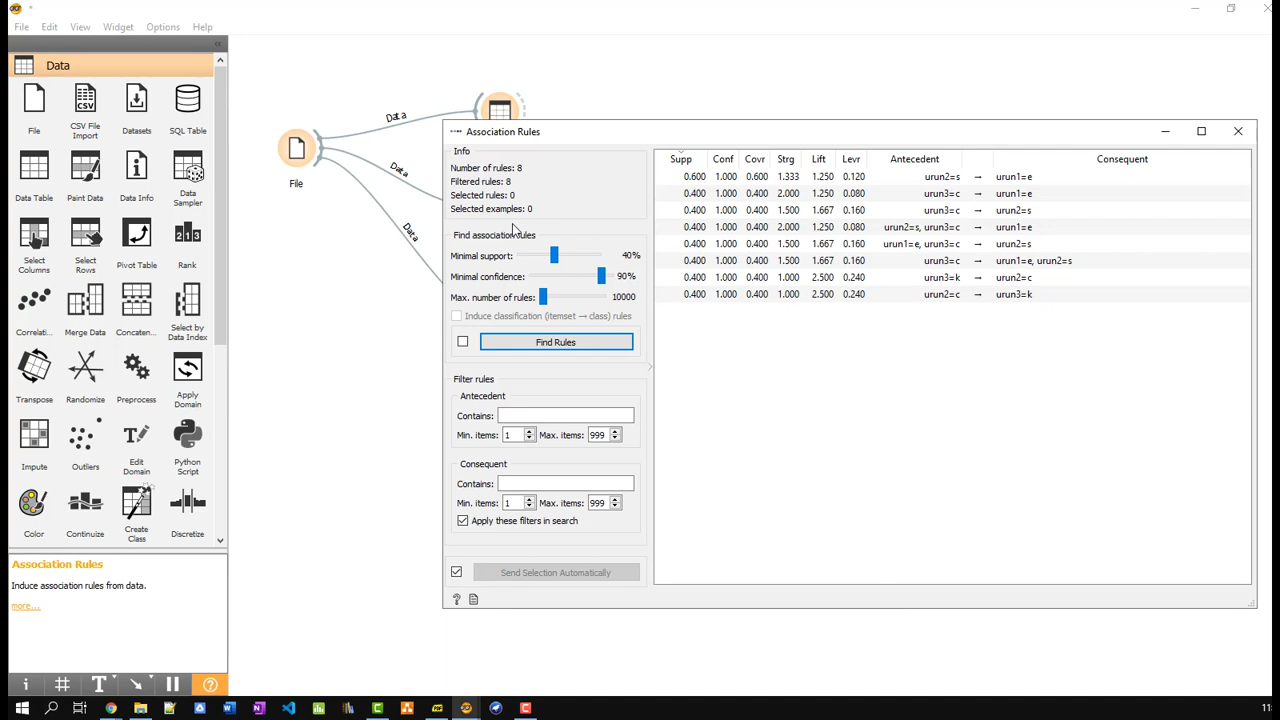 File Edit View Widget Options Help
Data
File
CSV File Import
Datasets
SQL Table
Data Table
Paint Data
Data Info
Data Sampler
Select Columns
Select Rows
Pivot Table
Rank
Correlati...
Merge Data
Concaten...
Select by Data Index
Transpose
Randomize
Preprocess
Apply Domain
Impute
Outliers
Edit Domain
Python Script
Color
Continuize
Create Class
Discretize
Association Rules
Induce association rules from data.
more...
File
Data
Data
Data
Association Rules
Info
Number of rules: 8
Filtered rules: 8
Selected rules: 0
Selected examples: 0
Find association rules
Minimal support: 40%
Minimal confidence: 90%
Max. number of rules: 10000
Induce classification (itemset → class) rules
Find Rules
Filter rules
Antecedent
Contains:
Min. items: 1 Max. items: 999
Consequent
Contains:
Min. items: 1 Max. items: 999
Apply these filters in search
Send Selection Automatically
Supp Conf Covr Strg Lift Levr Antecedent Consequent
0.600 1.000 0.600 1.333 1.250 0.120 urun2=s → urun1=e
0.400 1.000 0.400 2.000 1.250 0.080 urun3=c → urun1=e
0.400 1.000 0.400 1.500 1.667 0.160 urun3=c → urun2=s
0.400 1.000 0.400 2.000 1.250 0.080 urun2=s, urun3=c → urun1=e
0.400 1.000 0.400 1.500 1.667 0.160 urun1=e, urun3=c → urun2=s
0.400 1.000 0.400 1.500 1.667 0.160 urun3=c → urun1=e, urun2=s
0.400 1.000 0.400 1.000 2.500 0.240 urun3=k → urun2=c
0.400 1.000 0.400 1.000 2.500 0.240 urun2=c → urun3=k